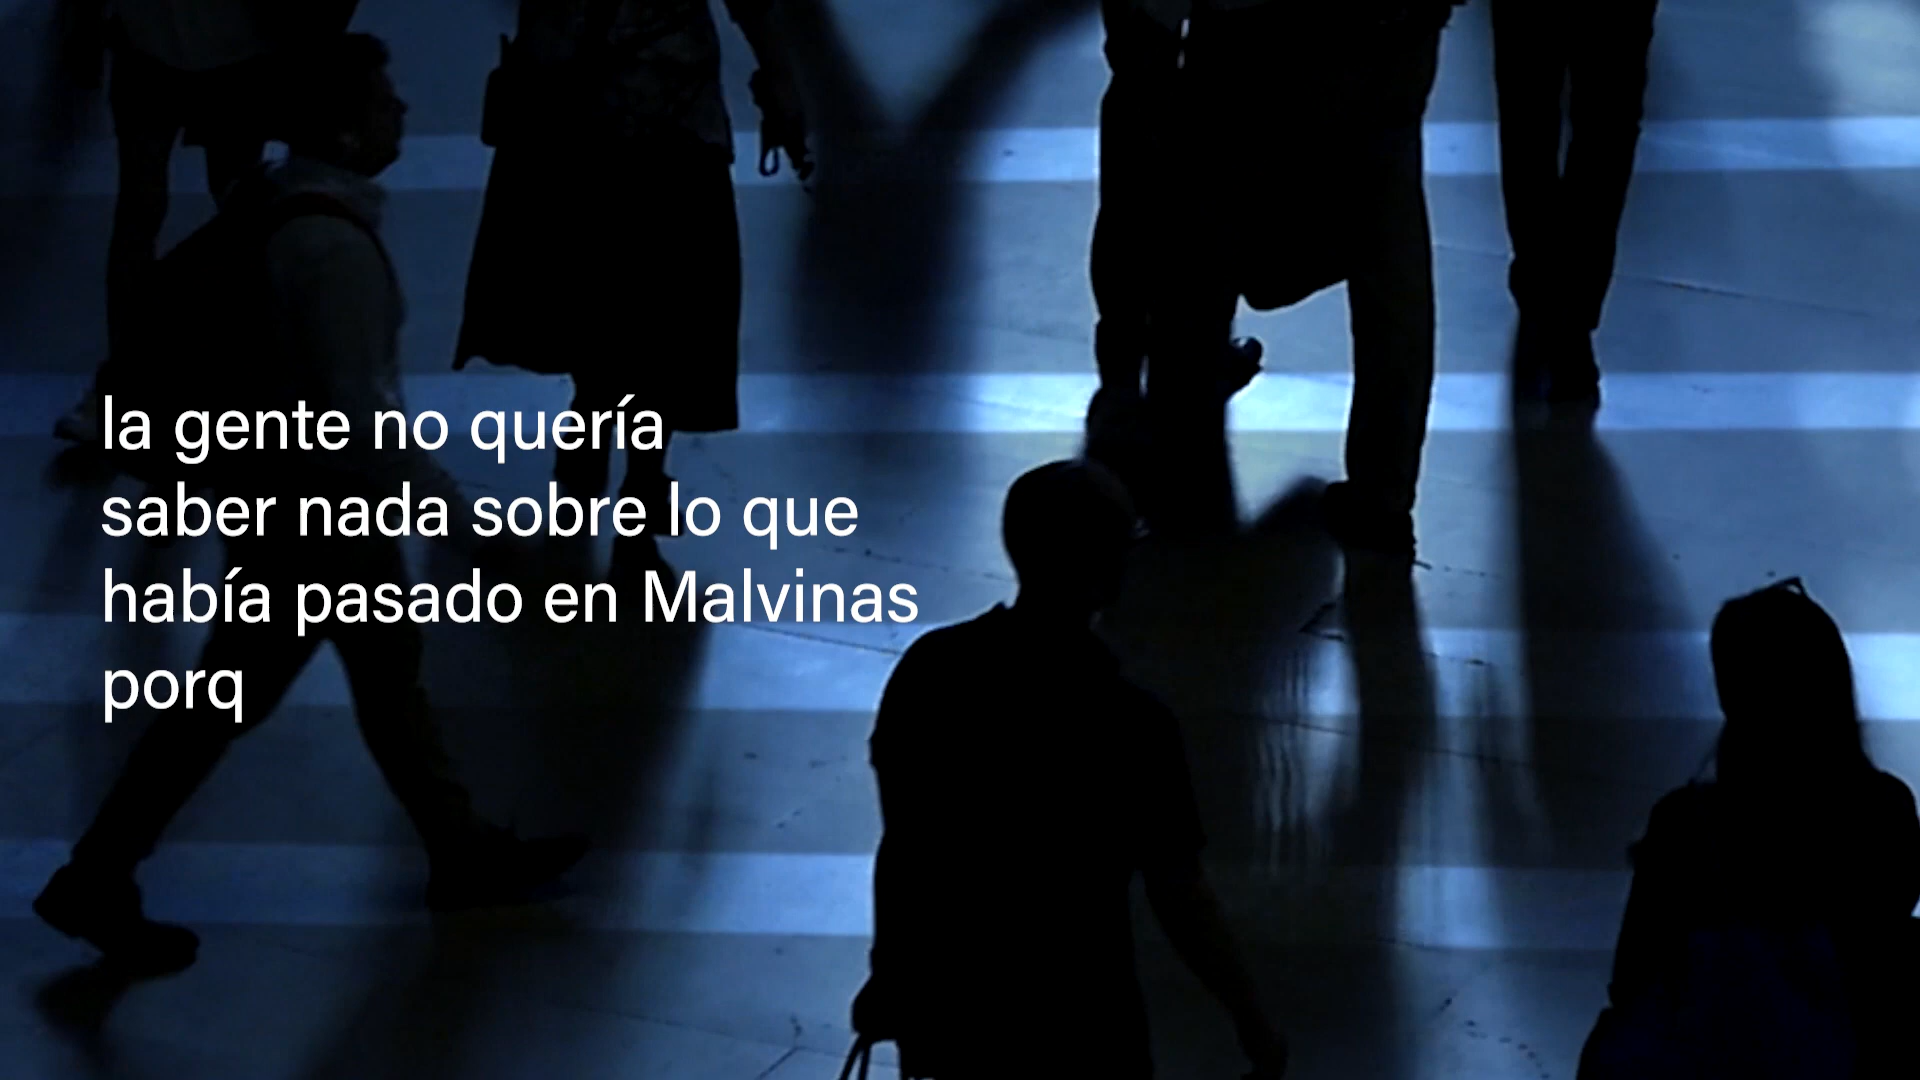 la gente no quería
saber nada sobre lo que
había pasado en Malvinas
porq